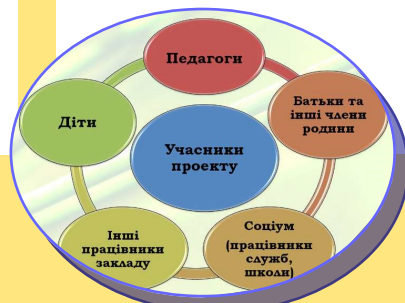 Педагоги
Батьки та
інші члени
родини
Діти
Учасники
проекту
Соціум
(працівники
служб,
школи)
Інші
працівники
закладу